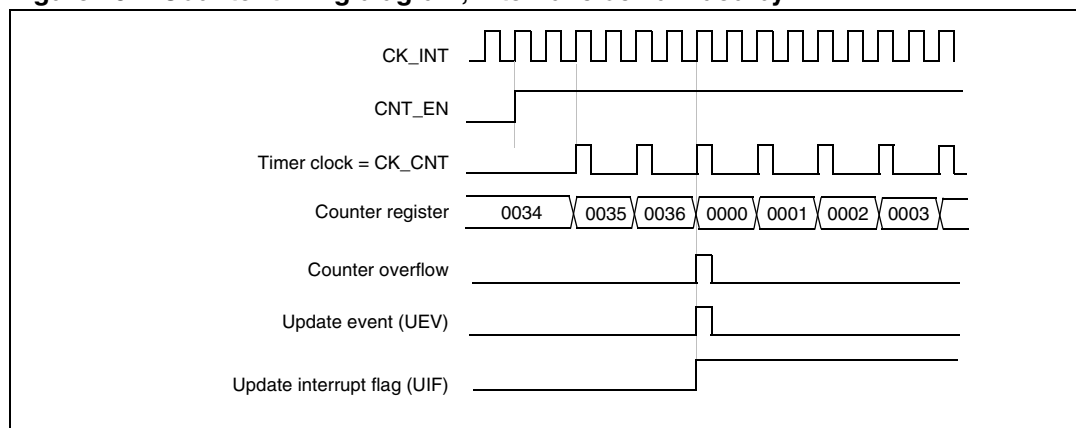 CK_INT
CNT_EN
Timer clock = CK_CNT
Counter register
0034 0035 0036 0000 0001 0002 0003
Counter overflow
Update event (UEV)
Update interrupt flag (UIF)